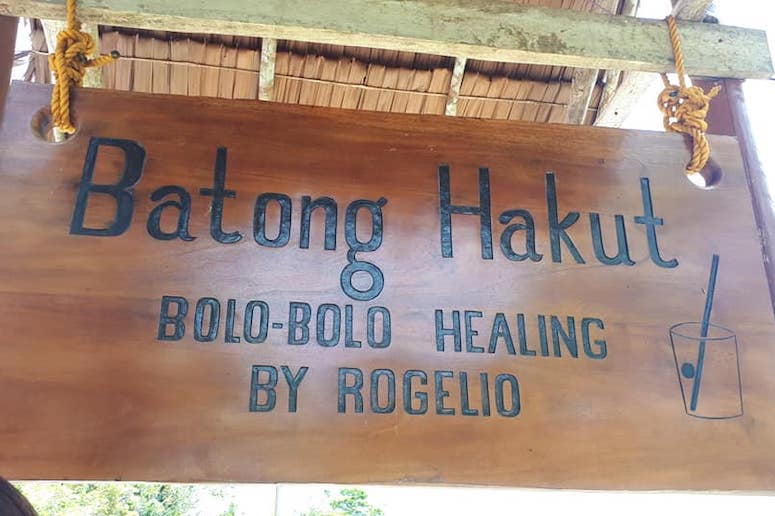 Batong Hakut
BOLO-BOLO HEALING
BY ROGELIO